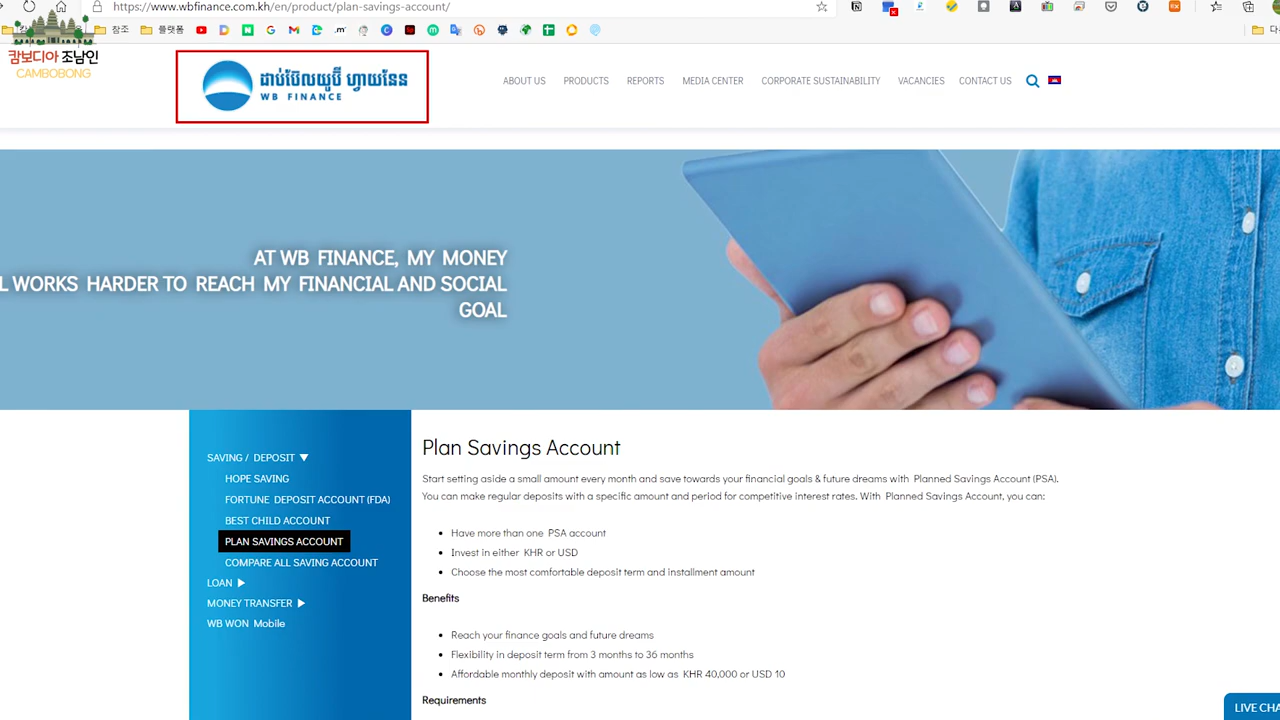 https://www.wbfinance.com.kh/en/product/plan-savings-account/
참조 플랫폼
캄보디아 조남인
CAMBOBONG
ដាប់ប៊ែលយូប៊ី ហ្វាយនែន
WB FINANCE
ABOUT US PRODUCTS REPORTS MEDIA CENTER CORPORATE SUSTAINABILITY VACANCIES CONTACT US
AT WB FINANCE, MY MONEY
L WORKS HARDER TO REACH MY FINANCIAL AND SOCIAL
GOAL
SAVING / DEPOSIT
HOPE SAVING
FORTUNE DEPOSIT ACCOUNT (FDA)
BEST CHILD ACCOUNT
PLAN SAVINGS ACCOUNT
COMPARE ALL SAVING ACCOUNT
LOAN
MONEY TRANSFER
WB WON Mobile
Plan Savings Account
Start setting aside a small amount every month and save towards your financial goals & future dreams with Planned Savings Account (PSA).
You can make regular deposits with a specific amount and period for competitive interest rates. With Planned Savings Account, you can:
Have more than one PSA account
Invest in either KHR or USD
Choose the most comfortable deposit term and installment amount
Benefits
Reach your finance goals and future dreams
Flexibility in deposit term from 3 months to 36 months
Affordable monthly deposit with amount as low as KHR 40,000 or USD 10
Requirements
LIVE CHA